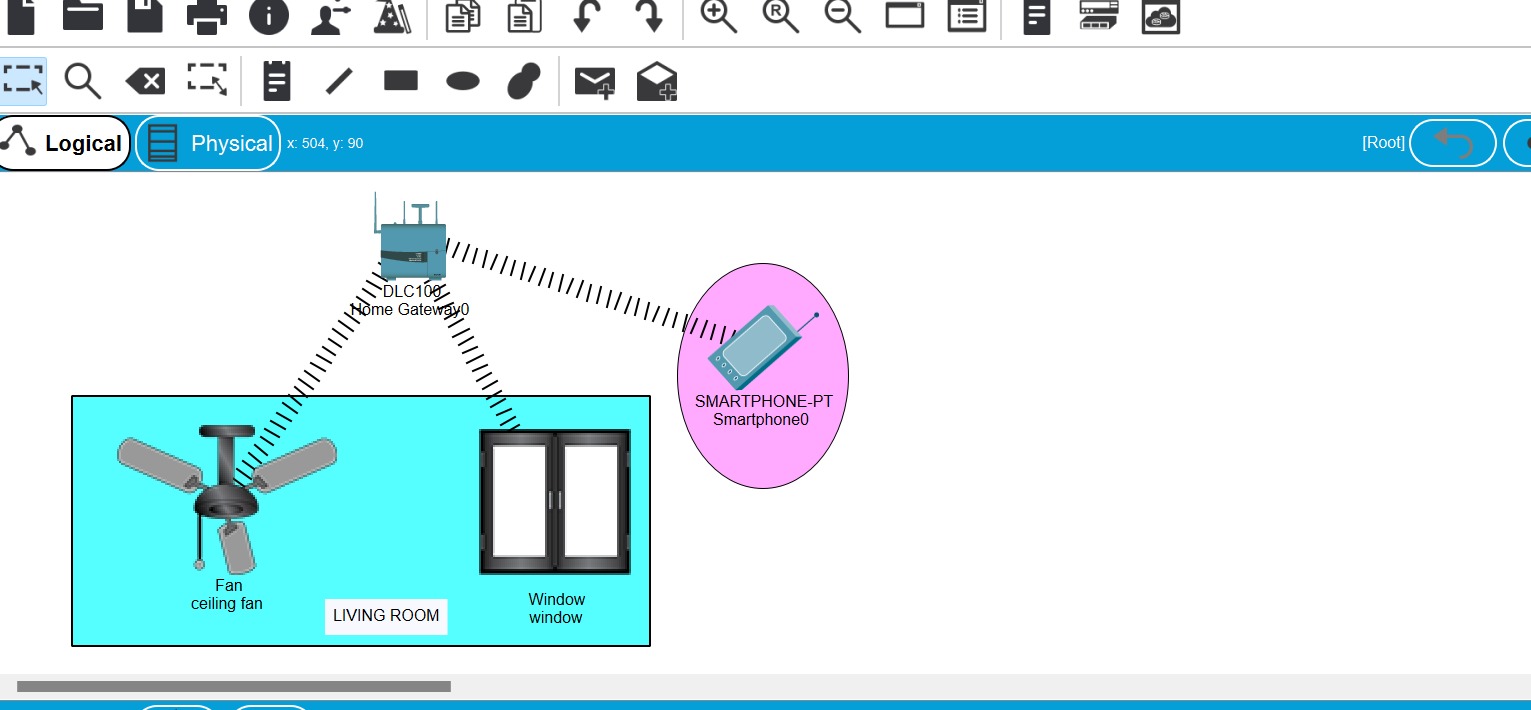 Logical
Physical
x: 504, y: 90
[Root]
DLC100
Home Gateway0
SMARTPHONE-PT
Smartphone0
Fan
ceiling fan
LIVING ROOM
Window
window